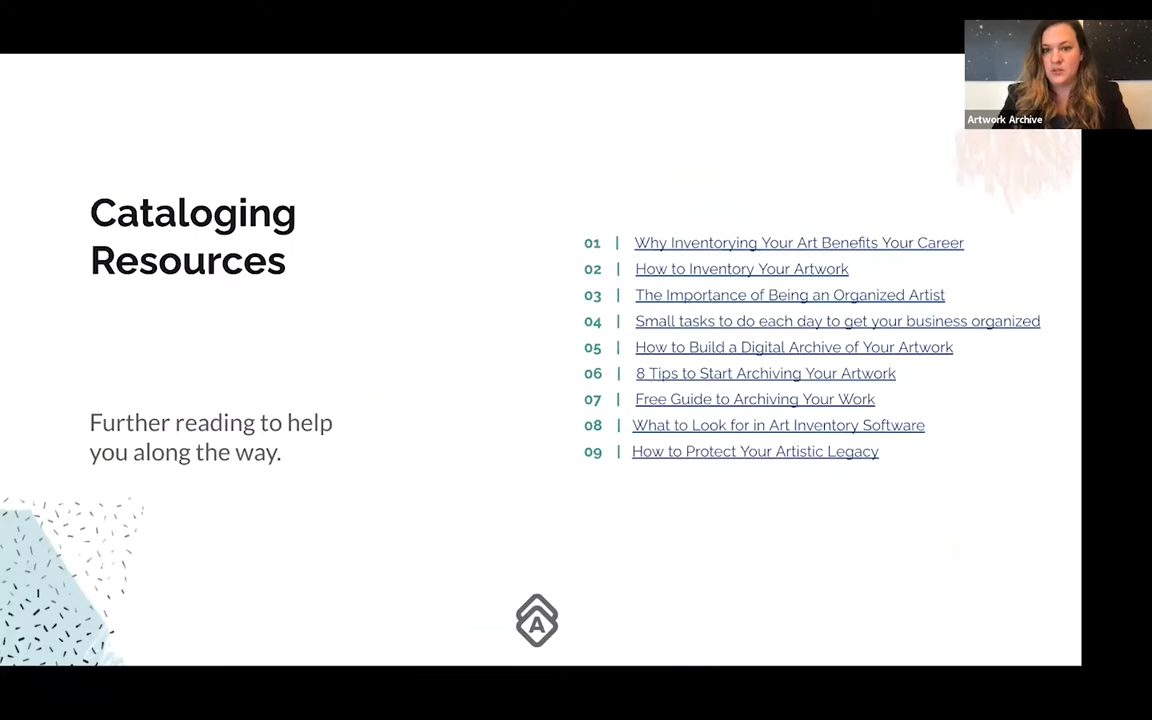 Artwork Archive
Cataloging
Resources
Further reading to help
you along the way.
01 | Why Inventorying Your Art Benefits Your Career
02 | How to Inventory Your Artwork
03 | The Importance of Being an Organized Artist
04 | Small tasks to do each day to get your business organized
05 | How to Build a Digital Archive of Your Artwork
06 | 8 Tips to Start Archiving Your Artwork
07 | Free Guide to Archiving Your Work
08 | What to Look for in Art Inventory Software
09 | How to Protect Your Artistic Legacy
A